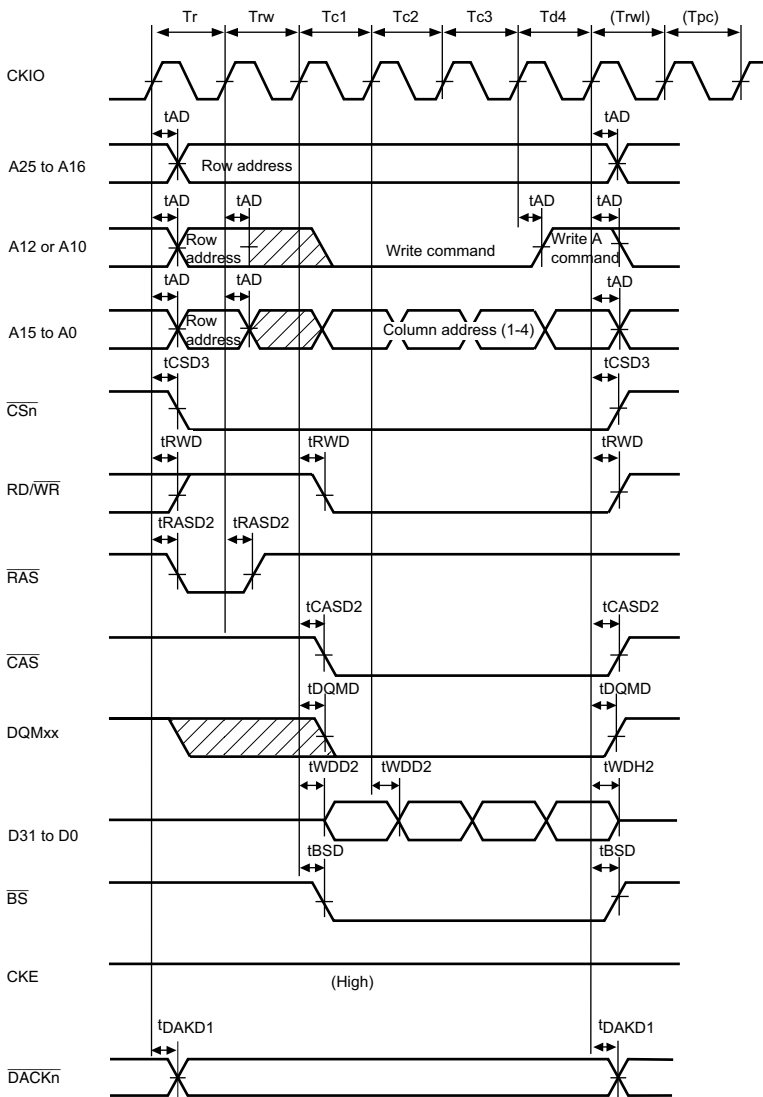 Tr Trw Tc1 Tc2 Tc3 Td4 (Trwl) (Tpc)
CKIO
tAD tAD
A25 to A16 Row address
tAD tAD tAD tAD
A12 or A10 Row address Write command Write A command
tAD tAD tAD
A15 to A0 Row address Column address (1-4)
tCSD3 tCSD3
CSn
tRWD tRWD tRWD
RD/WR
tRASD2 tRASD2
RAS
tCASD2 tCASD2
CAS
tDQMD tDQMD
DQMxx
tWDD2 tWDD2 tWDH2
D31 to D0
tBSD tBSD
BS
CKE
(High)
tDAKD1 tDAKD1
DACKn